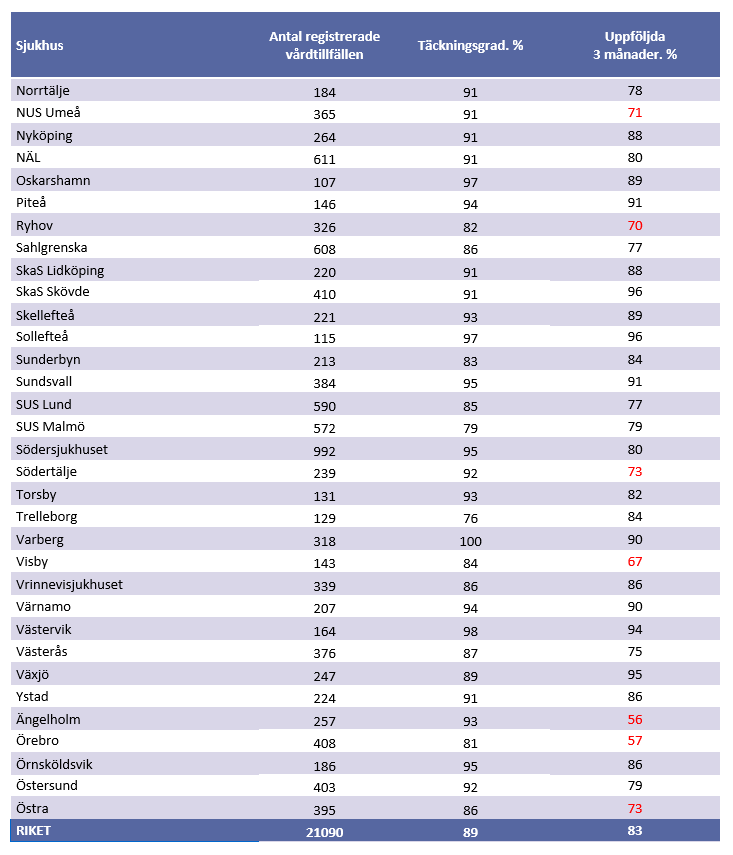 Sjukhus Antal registrerade vårdtillfällen Täckningsgrad. % Uppföljda 3 månader. %
Norrtälje 184 91 78
NUS Umeå 365 91 71
Nyköping 264 91 88
NÄL 611 91 80
Oskarshamn 107 97 89
Piteå 146 94 91
Ryhov 326 82 70
Sahlgrenska 608 86 77
SkaS Lidköping 220 91 88
SkaS Skövde 410 91 96
Skellefteå 221 93 89
Sollefteå 115 97 96
Sunderbyn 213 83 84
Sundsvall 384 95 91
SUS Lund 590 85 77
SUS Malmö 572 79 79
Södersjukhuset 992 95 80
Södertälje 239 92 73
Torsby 131 93 82
Trelleborg 129 76 84
Varberg 318 100 90
Visby 143 84 67
Vrinnevisjukhuset 339 86 86
Värnamo 207 94 90
Västervik 164 98 94
Västerås 376 87 75
Växjö 247 89 95
Ystad 224 91 86
Ängelholm 257 93 56
Örebro 408 81 57
Örnsköldsvik 186 95 86
Östersund 403 92 79
Östra 395 86 73
RIKET 21090 89 83